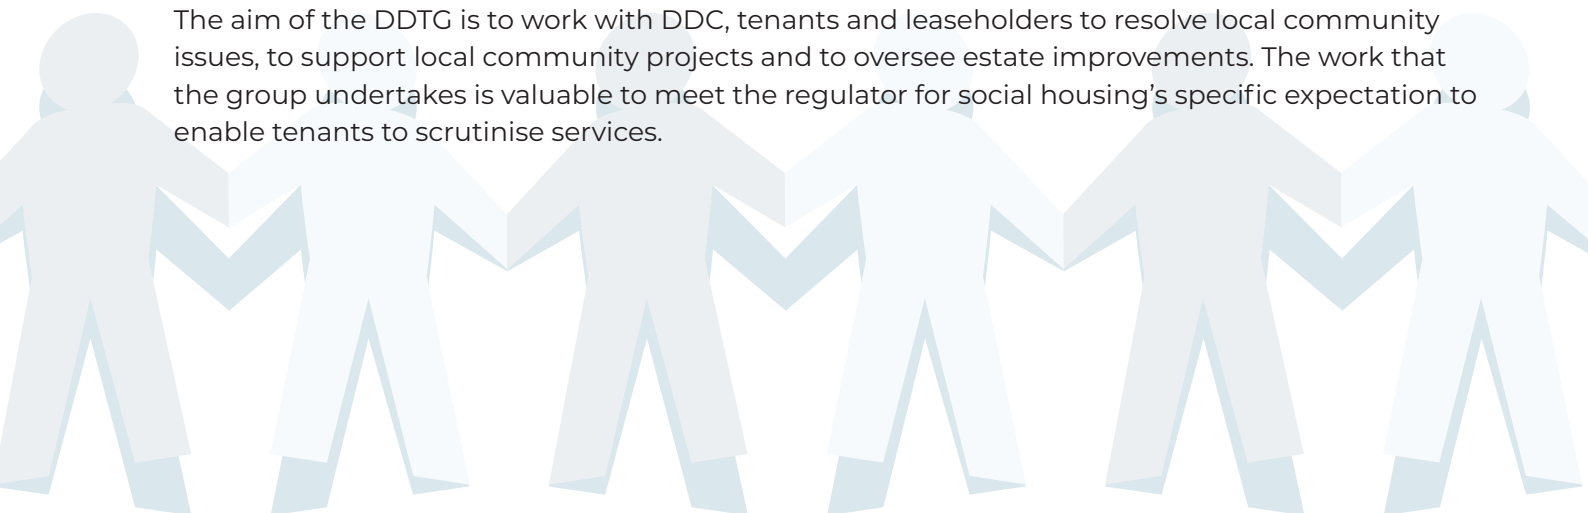 The aim of the DDTG is to work with DDC, tenants and leaseholders to resolve local community
issues, to support local community projects and to oversee estate improvements. The work that
the group undertakes is valuable to meet the regulator for social housing’s specific expectation to
enable tenants to scrutinise services.